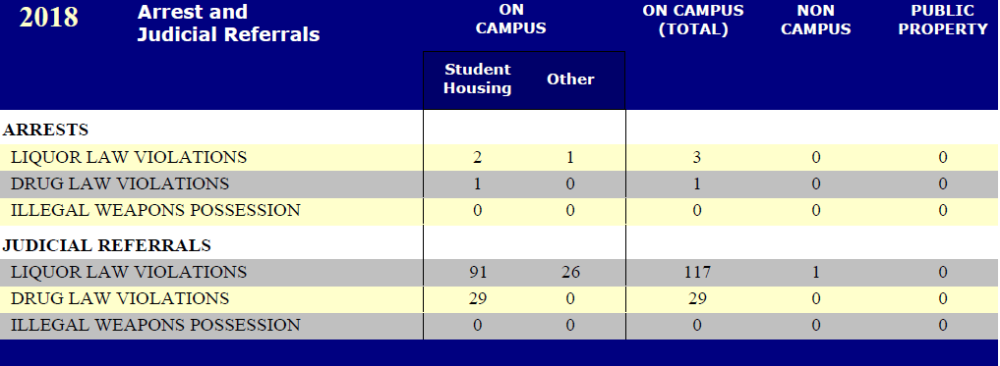 2018 Arrest and Judicial Referrals ON CAMPUS ON CAMPUS (TOTAL) NON CAMPUS PUBLIC PROPERTY
Student Housing Other
ARRESTS
LIQUOR LAW VIOLATIONS 2 1 3 0 0
DRUG LAW VIOLATIONS 1 0 1 0 0
ILLEGAL WEAPONS POSSESSION 0 0 0 0 0
JUDICIAL REFERRALS
LIQUOR LAW VIOLATIONS 91 26 117 1 0
DRUG LAW VIOLATIONS 29 0 29 0 0
ILLEGAL WEAPONS POSSESSION 0 0 0 0 0